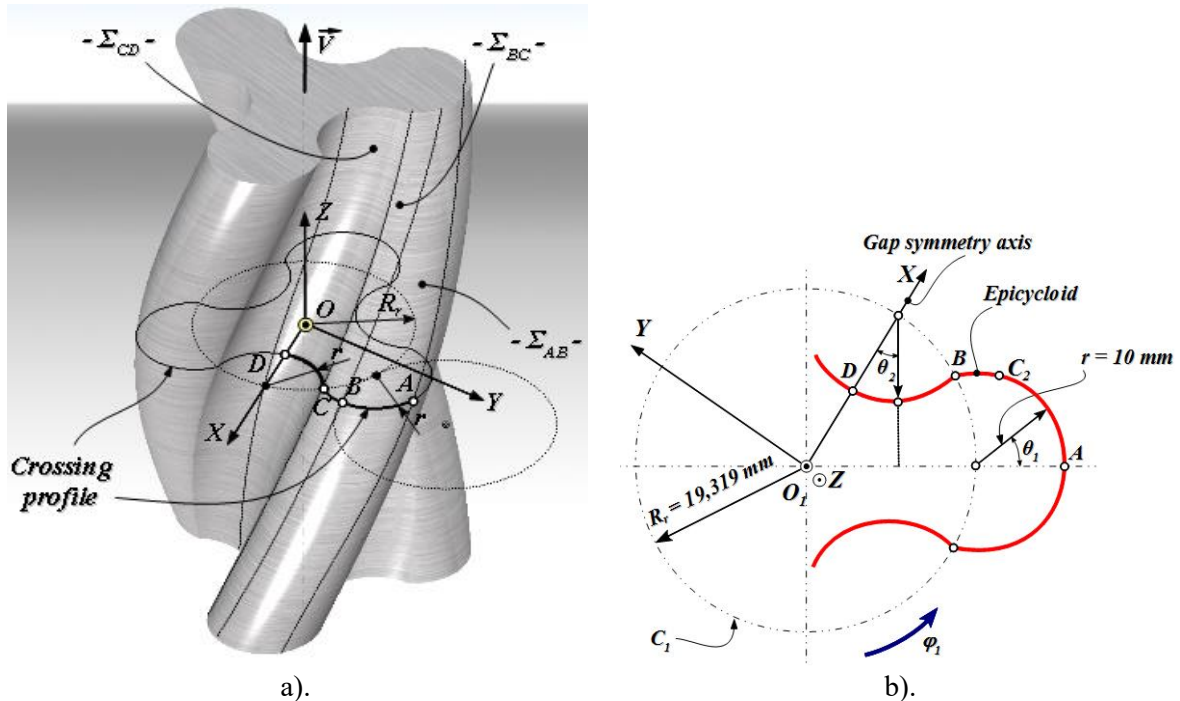 - Σ_CD -
V
- Σ_BC -
Z
O
R_r
- Σ_AB -
D
r
B
A
C
Y
r
X
Crossing
profile
a).
Gap symmetry axis
X
Epicycloid
Y
B
C_2
r = 10 mm
D
θ_2
θ_1
A
O_1
Z
R_r = 19,319 mm
C_1
φ_1
b).